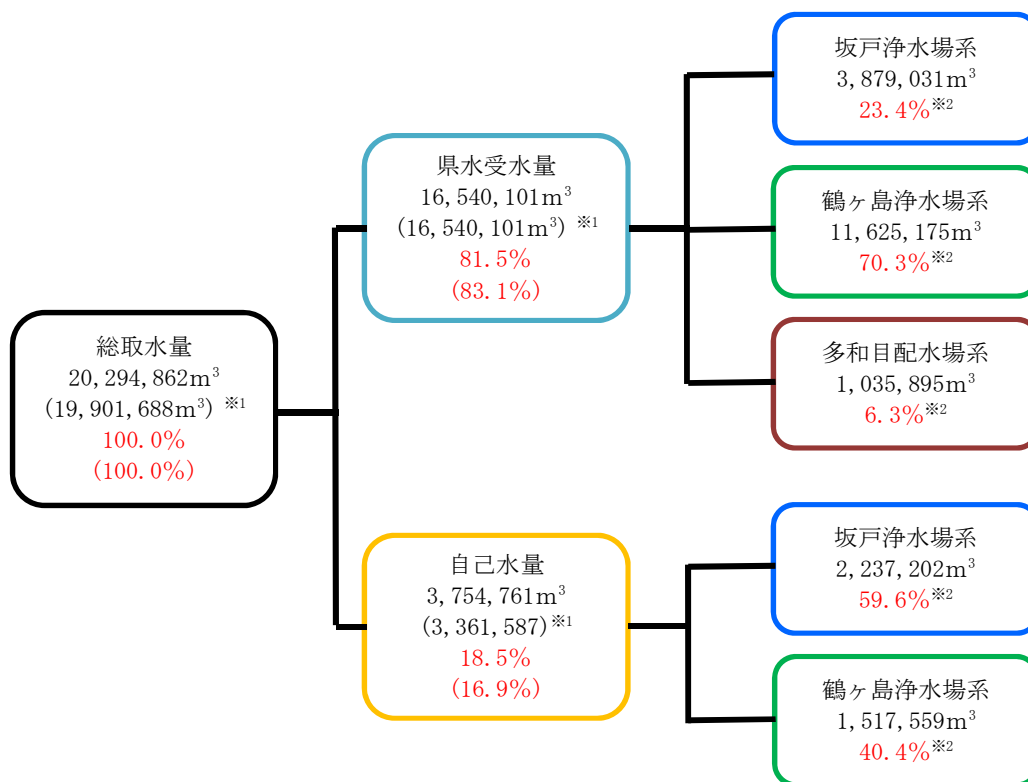 総取水量
20,294,862m³
(19,901,688m³) ※1
100.0%
(100.0%)
県水受水量
16,540,101m³
(16,540,101m³) ※1
81.5%
(83.1%)
坂戸浄水場系
3,879,031m³
23.4%※2
鶴ヶ島浄水場系
11,625,175m³
70.3%※2
多和目配水場系
1,035,895m³
6.3%※2
自己水量
3,754,761m³
(3,361,587)※1
18.5%
(16.9%)
坂戸浄水場系
2,237,202m³
59.6%※2
鶴ヶ島浄水場系
1,517,559m³
40.4%※2